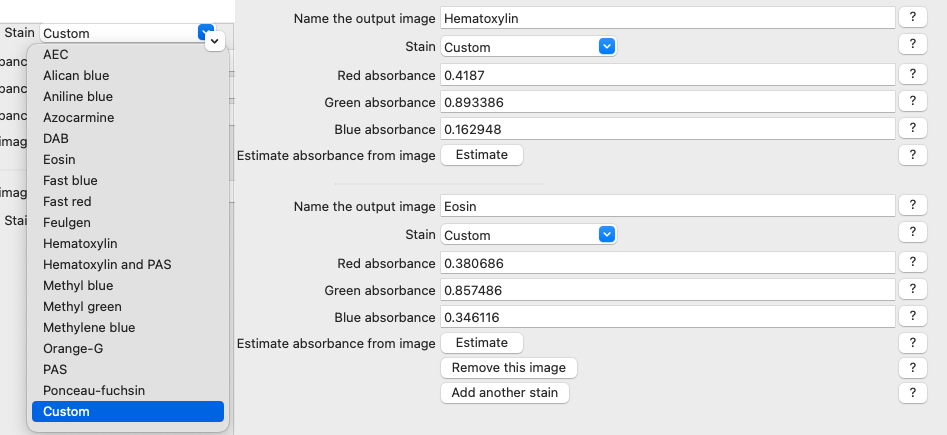 Stain Custom
AEC
Alican blue
Aniline blue
Azocarmine
DAB
Eosin
Fast blue
Fast red
Feulgen
Hematoxylin
Hematoxylin and PAS
Methyl blue
Methyl green
Methylene blue
Orange-G
PAS
Ponceau-fuchsin
Custom
banc
banc
banc
imag
imag
Stai
Name the output image Hematoxylin ?
Stain Custom ?
Red absorbance 0.4187 ?
Green absorbance 0.893386 ?
Blue absorbance 0.162948 ?
Estimate absorbance from image Estimate ?
Name the output image Eosin ?
Stain Custom ?
Red absorbance 0.380686 ?
Green absorbance 0.857486 ?
Blue absorbance 0.346116 ?
Estimate absorbance from image Estimate ?
Remove this image ?
Add another stain ?